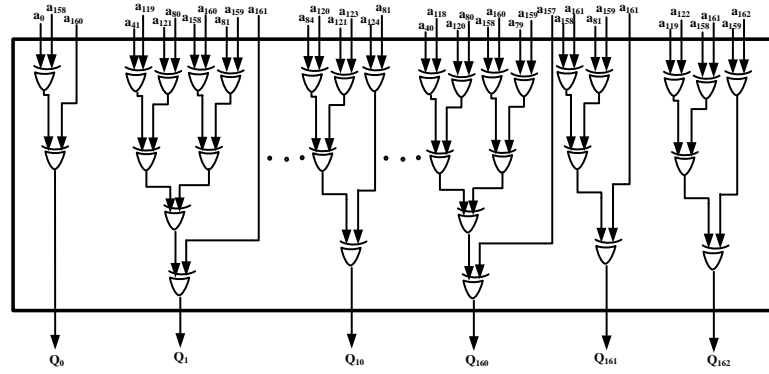 a₀ a₁₅₈ a₁₆₀
a₄₁ a₁₁₉ a₁₂₁ a₈₀ a₁₅₈ a₁₆₀ a₈₁ a₁₅₉ a₁₆₁
a₈₄ a₁₂₀ a₁₂₁ a₁₂₃ a₁₂₄ a₈₁
a₄₀ a₁₁₈ a₁₂₀ a₈₀ a₁₅₈ a₁₆₀ a₇₉ a₁₅₉ a₁₅₇
a₁₅₈ a₁₆₁ a₈₁ a₁₅₉ a₁₆₁
a₁₁₉ a₁₂₂ a₁₅₈ a₁₆₁ a₁₅₉ a₁₆₂
Q₀ Q₁ Q₁₀ Q₁₆₀ Q₁₆₁ Q₁₆₂